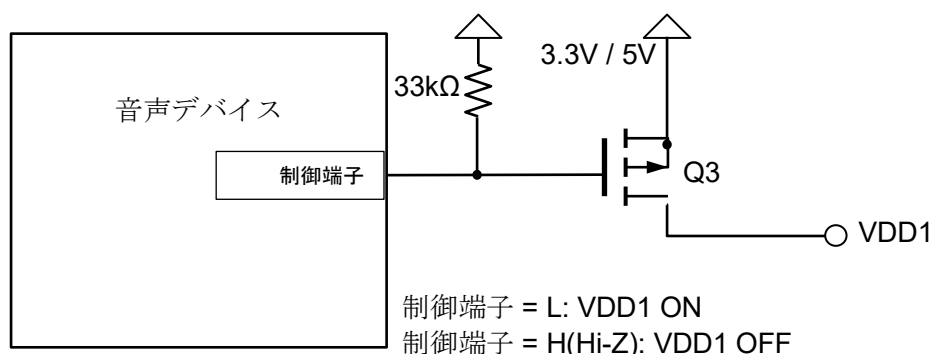 3.3V / 5V
33kΩ
音声デバイス
制御端子
Q3
VDD1
制御端子 = L: VDD1 ON
制御端子 = H(Hi-Z): VDD1 OFF